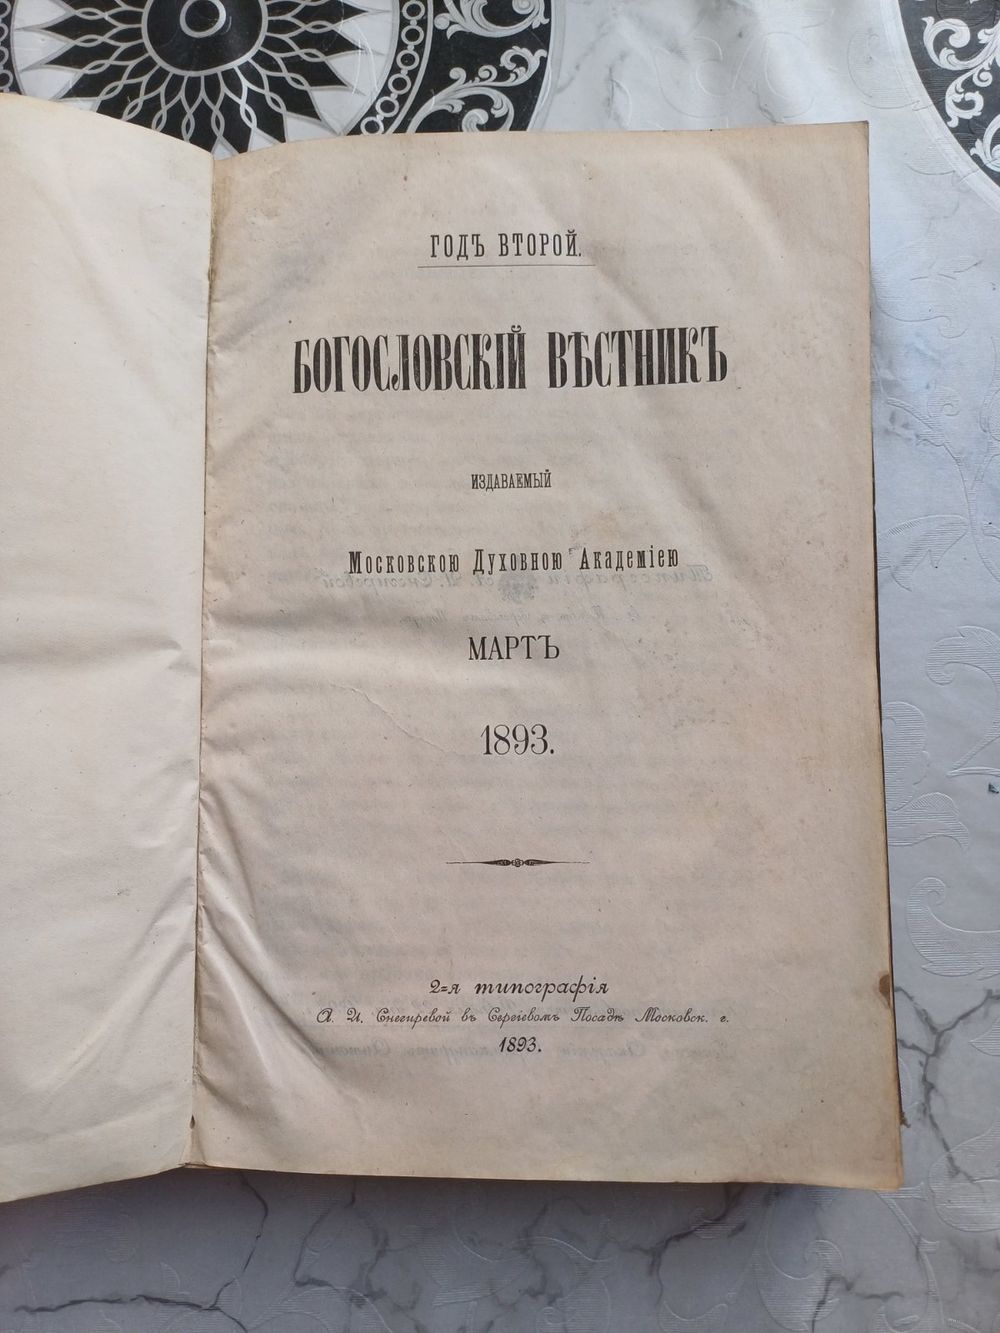 ГОДЪ ВТОРОЙ.
БОГОСЛОВСКІЙ ВѢСТНИКЪ
ИЗДАВАЕМЫЙ
Московскою Духовною Академіею
МАРТЪ
1893.
2-я типографія
А. И. Снегиревой въ Сергіевомъ Посадѣ Московск. г.
1893.